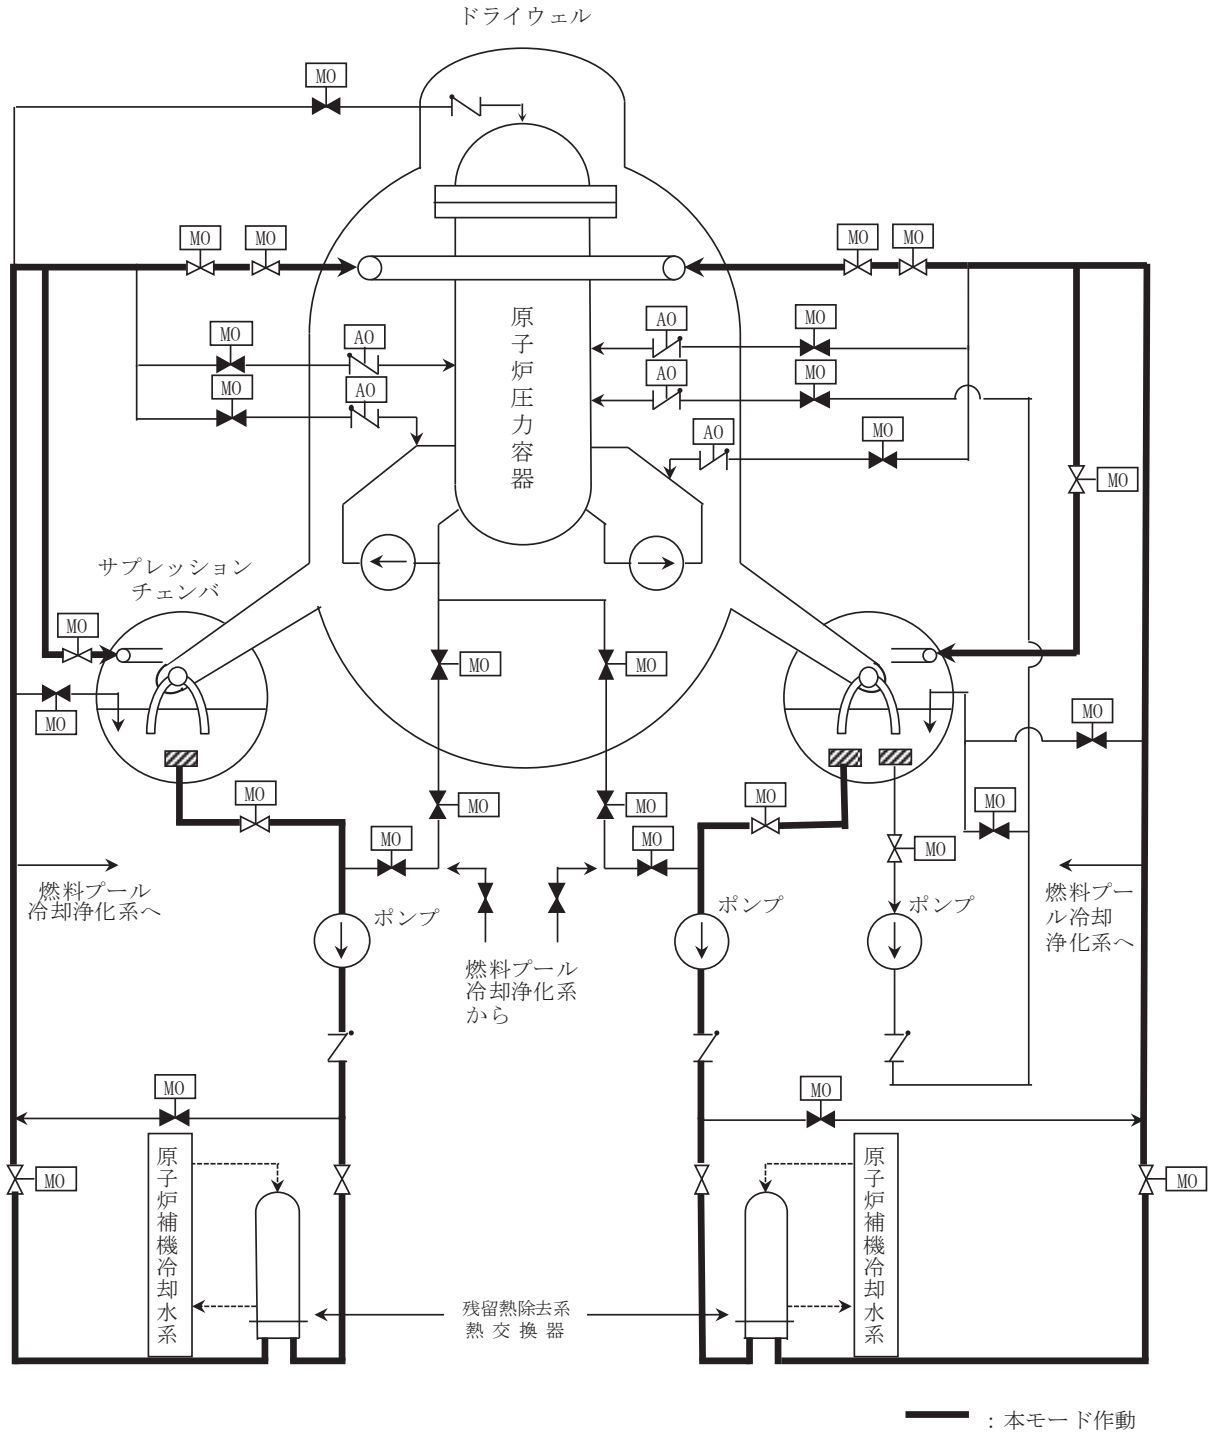 ドライウェル
MO
MO
MO
MO
MO
MO
AO
AO
MO
MO
AO
MO
AO
MO
AO
MO
原子炉圧力容器
MO
サプレッション
チェンバ
MO
MO
MO
MO
MO
MO
MO
MO
MO
MO
MO
MO
MO
MO
燃料プール
冷却浄化系へ
ポンプ
ポンプ
ポンプ
燃料プー
ル冷却
浄化系へ
燃料プール
冷却浄化系
から
MO
MO
MO
MO
原子炉補機冷却水系
原子炉補機冷却水系
残留熱除去系
熱交換器
：本モード作動